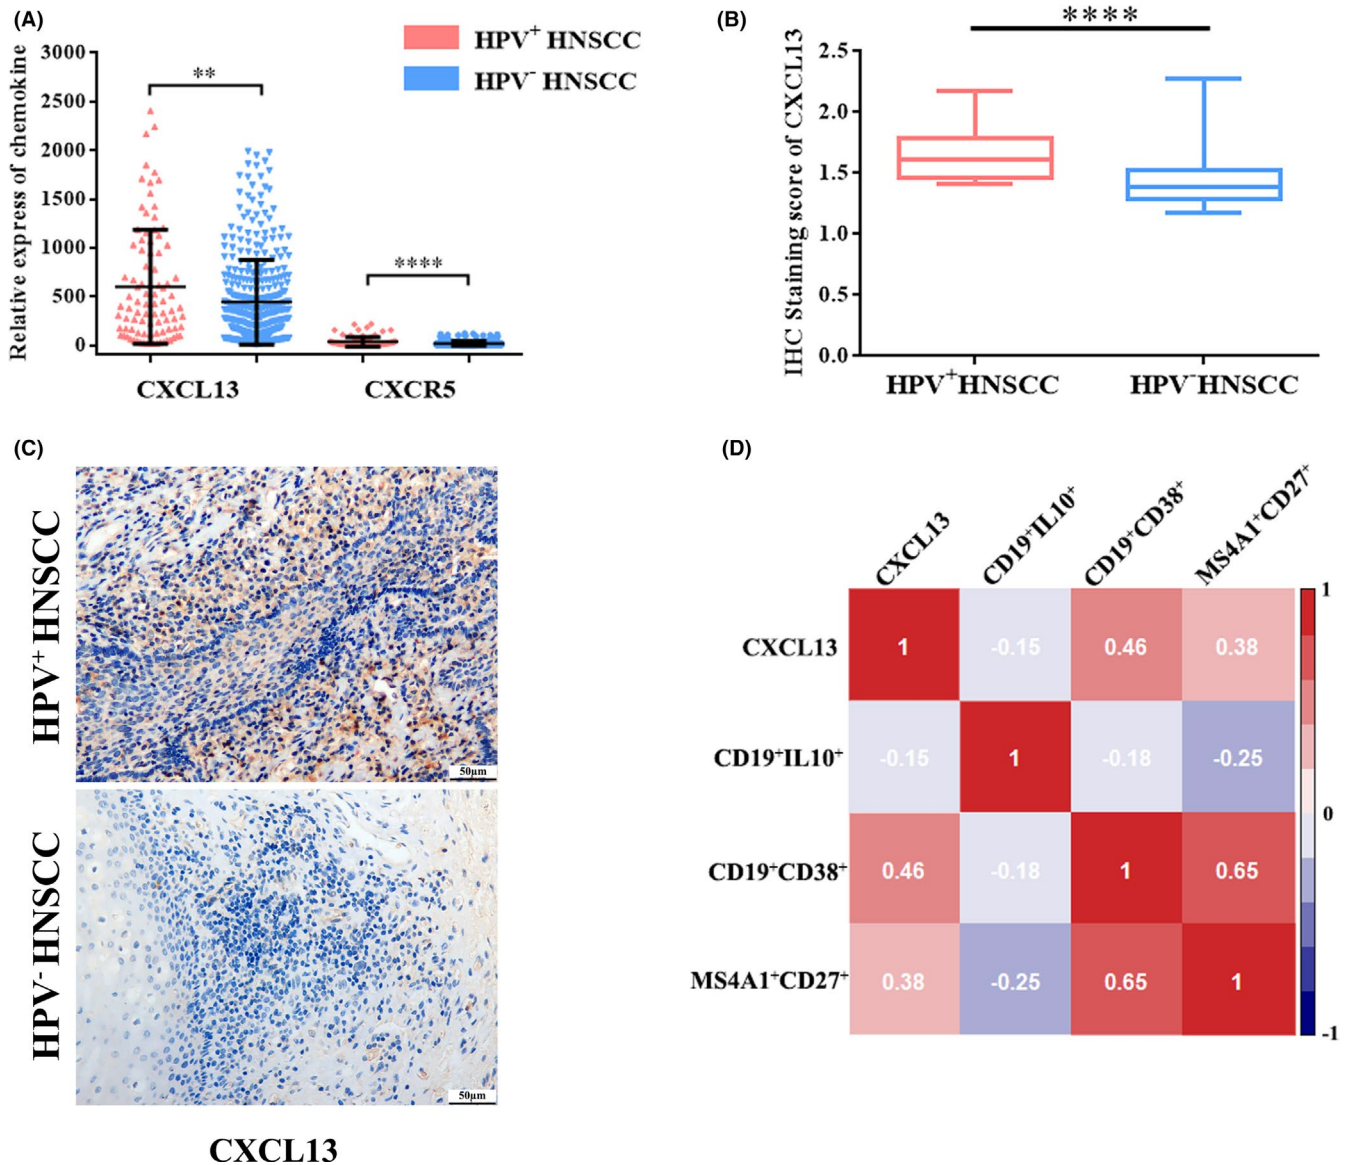 (A)
Relative express of chemokine
3000
2500
2000
1500
1000
500
0
**
****
CXCL13
CXCR5
HPV⁺ HNSCC
HPV⁻ HNSCC
(B)
****
IHC Staining score of CXCL13
2.5
2.0
1.5
1.0
0.5
0.0
HPV⁺HNSCC
HPV⁻HNSCC
(C)
HPV⁺ HNSCC
50μm
HPV⁻ HNSCC
50μm
CXCL13
(D)
CXCL13
CD19⁺IL10⁺
CD19⁺CD38⁺
MS4A1⁺CD27⁺
CXCL13 1 -0.15 0.46 0.38
CD19⁺IL10⁺ -0.15 1 -0.18 -0.25
CD19⁺CD38⁺ 0.46 -0.18 1 0.65
MS4A1⁺CD27⁺ 0.38 -0.25 0.65 1
1
0
-1